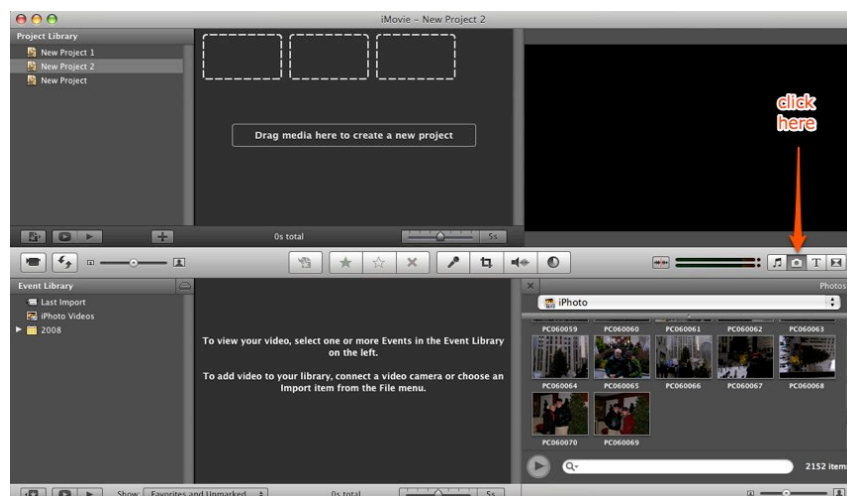 iMovie – New Project 2
Project Library
New Project 1
New Project 2
New Project
Drag media here to create a new project
click
here
0s total
5s
T
Event Library
Last Import
iPhoto Videos
2008
To view your video, select one or more Events in the Event Library
on the left.
To add video to your library, connect a video camera or choose an
Import item from the File menu.
Photos
iPhoto
PC060059 PC060060 PC060061 PC060062 PC060063
PC060064 PC060065 PC060066 PC060067 PC060068
PC060070 PC060069
2152 item
Show: Favorites and Unmarked
0s total
5s